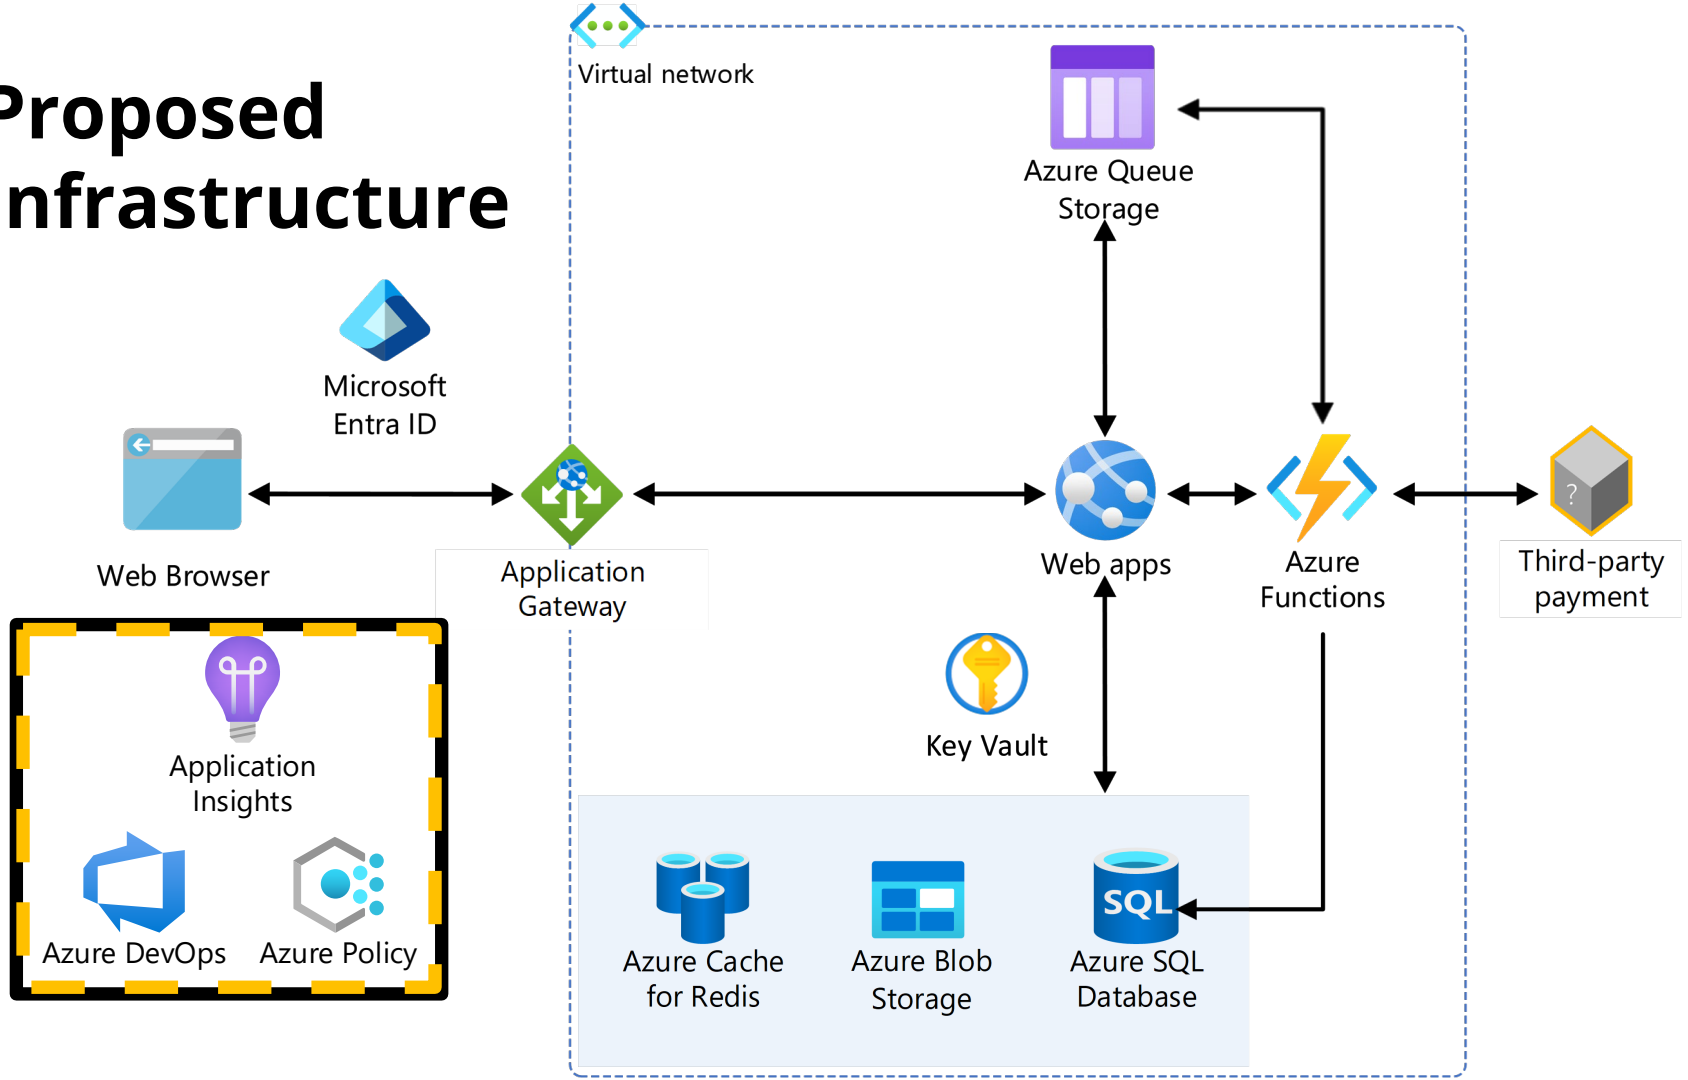 Proposed
nfrastructure
Virtual network
Azure Queue
Storage
Microsoft
Entra ID
Web Browser
Application
Gateway
Web apps
Azure
Functions
?
Third-party
payment
Key Vault
Application
Insights
Azure DevOps
Azure Policy
Azure Cache
for Redis
Azure Blob
Storage
SQL
Azure SQL
Database